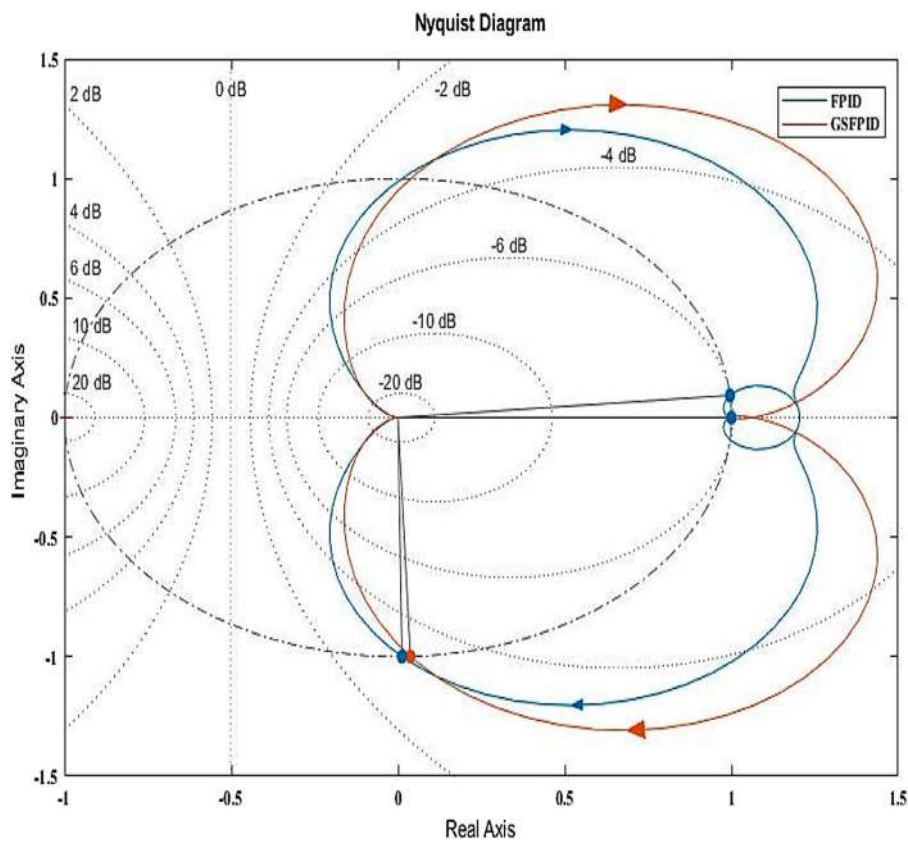 Nyquist Diagram
1.5
2 dB
0 dB
-2 dB
FPID
GSFPID
-4 dB
1
4 dB
-6 dB
6 dB
0.5
10 dB
-10 dB
20 dB
-20 dB
0
Imaginary Axis
-0.5
-1
-1.5
-1
-0.5
0
0.5
1
1.5
Real Axis